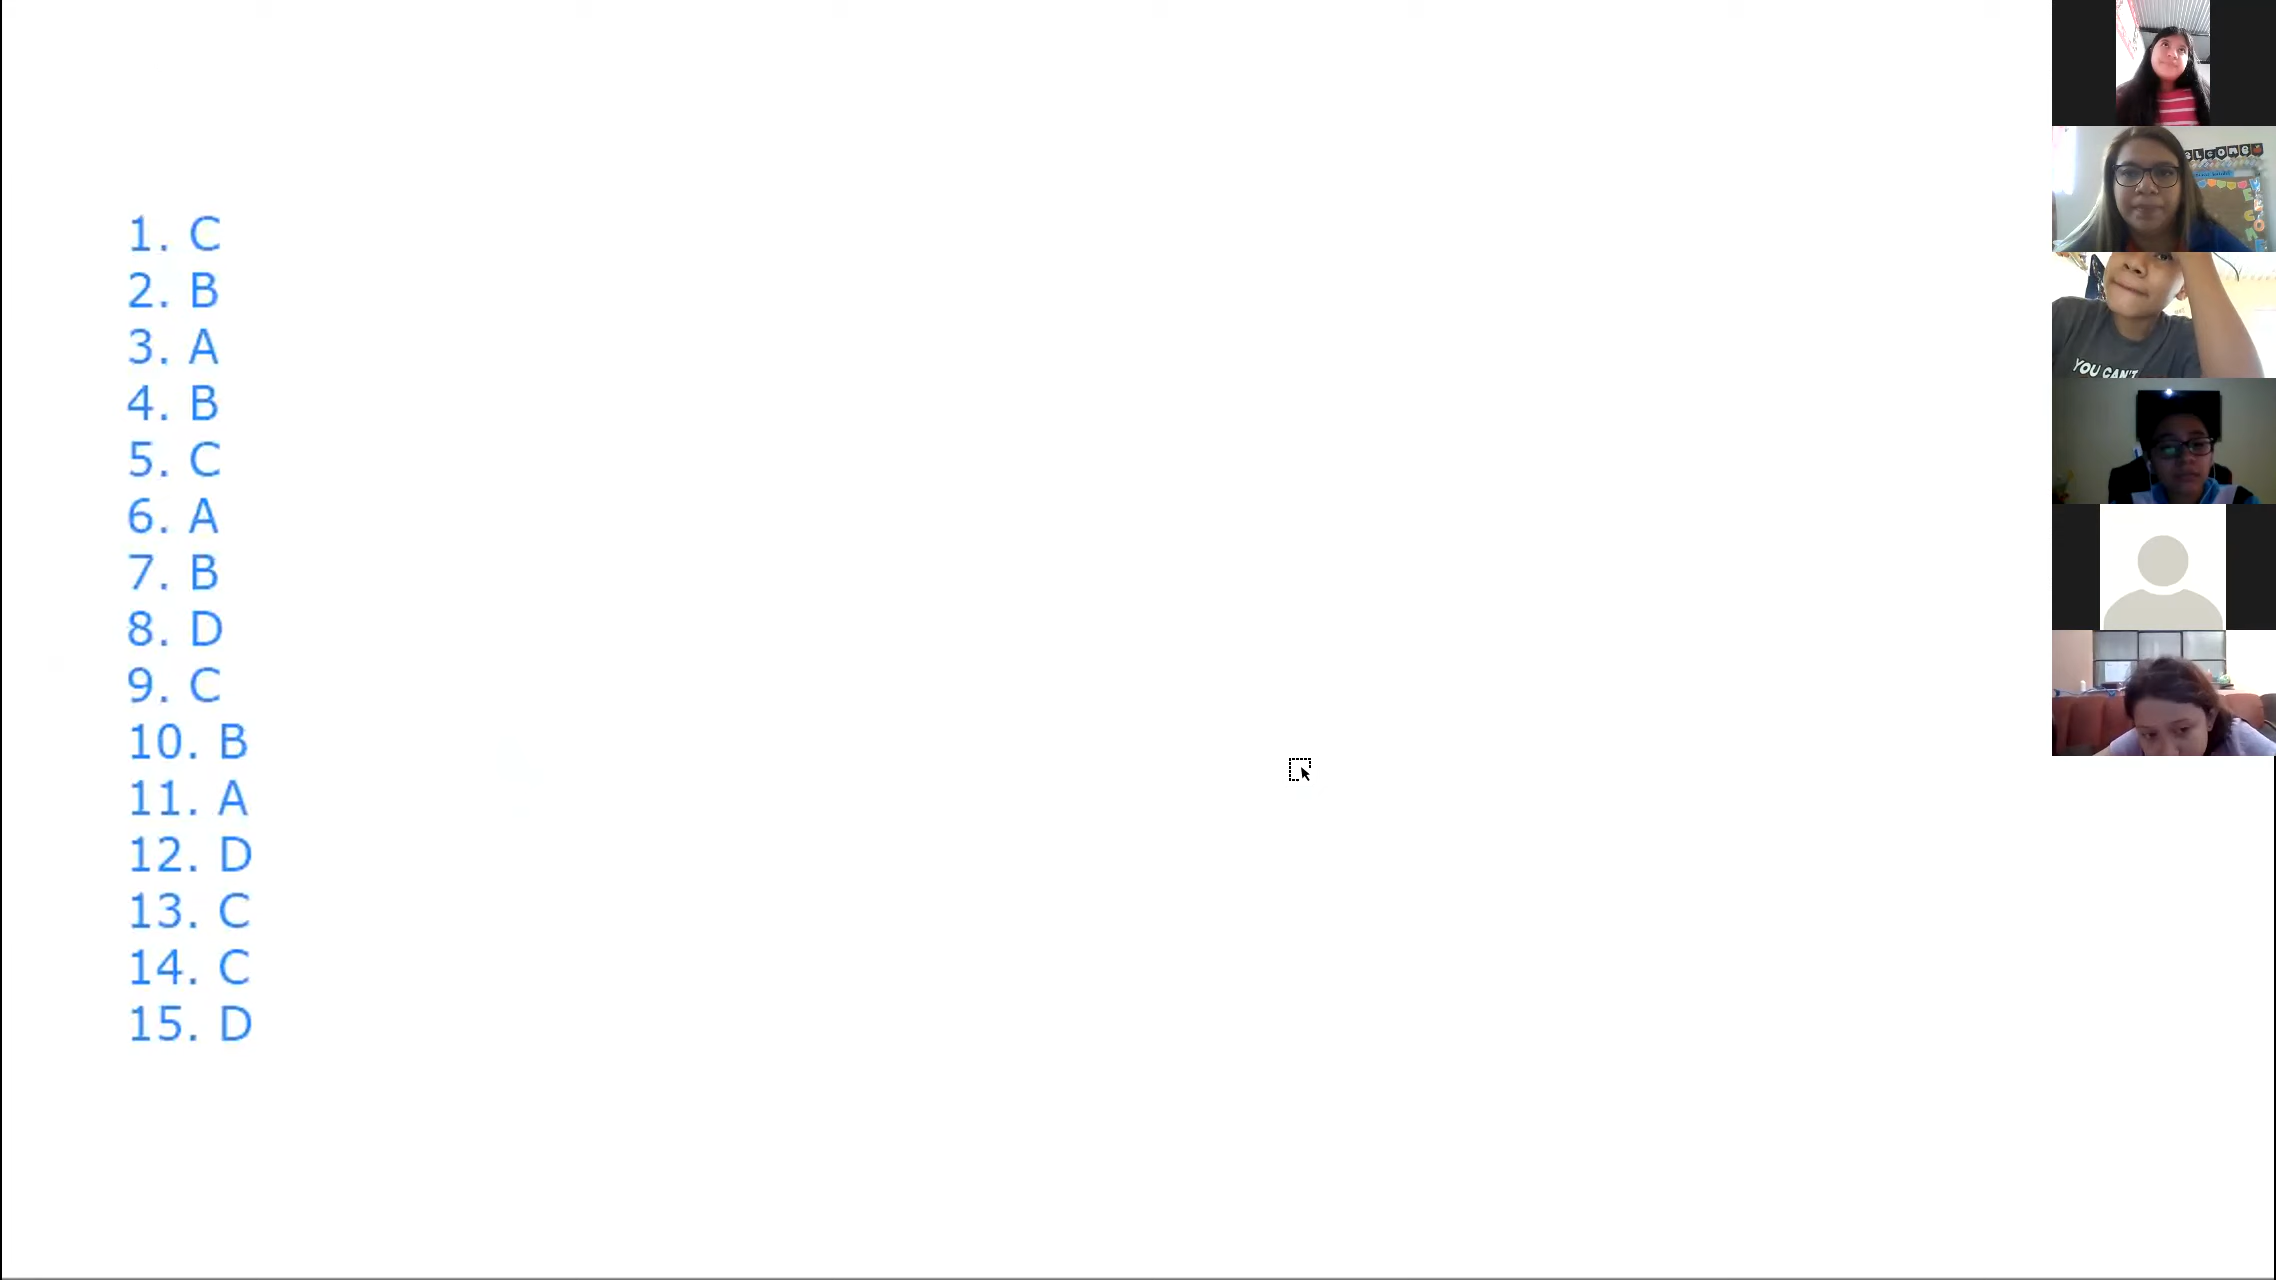 1. C
2. B
3. A
4. B
5. C
6. A
7. B
8. D
9. C
10. B
11. A
12. D
13. C
14. C
15. D
YOU CAN'T